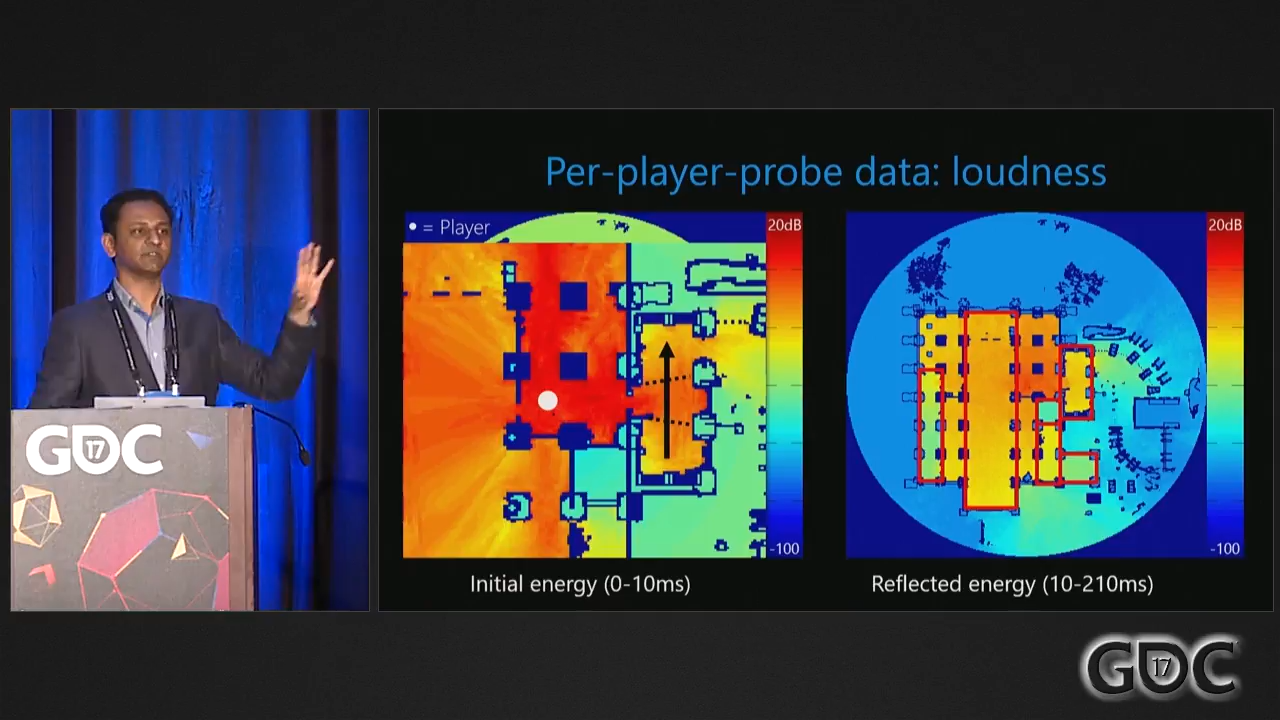 Per-player-probe data: loudness
• = Player
20dB
-100
Initial energy (0-10ms)
20dB
-100
Reflected energy (10-210ms)
GDC 17
GDC 17